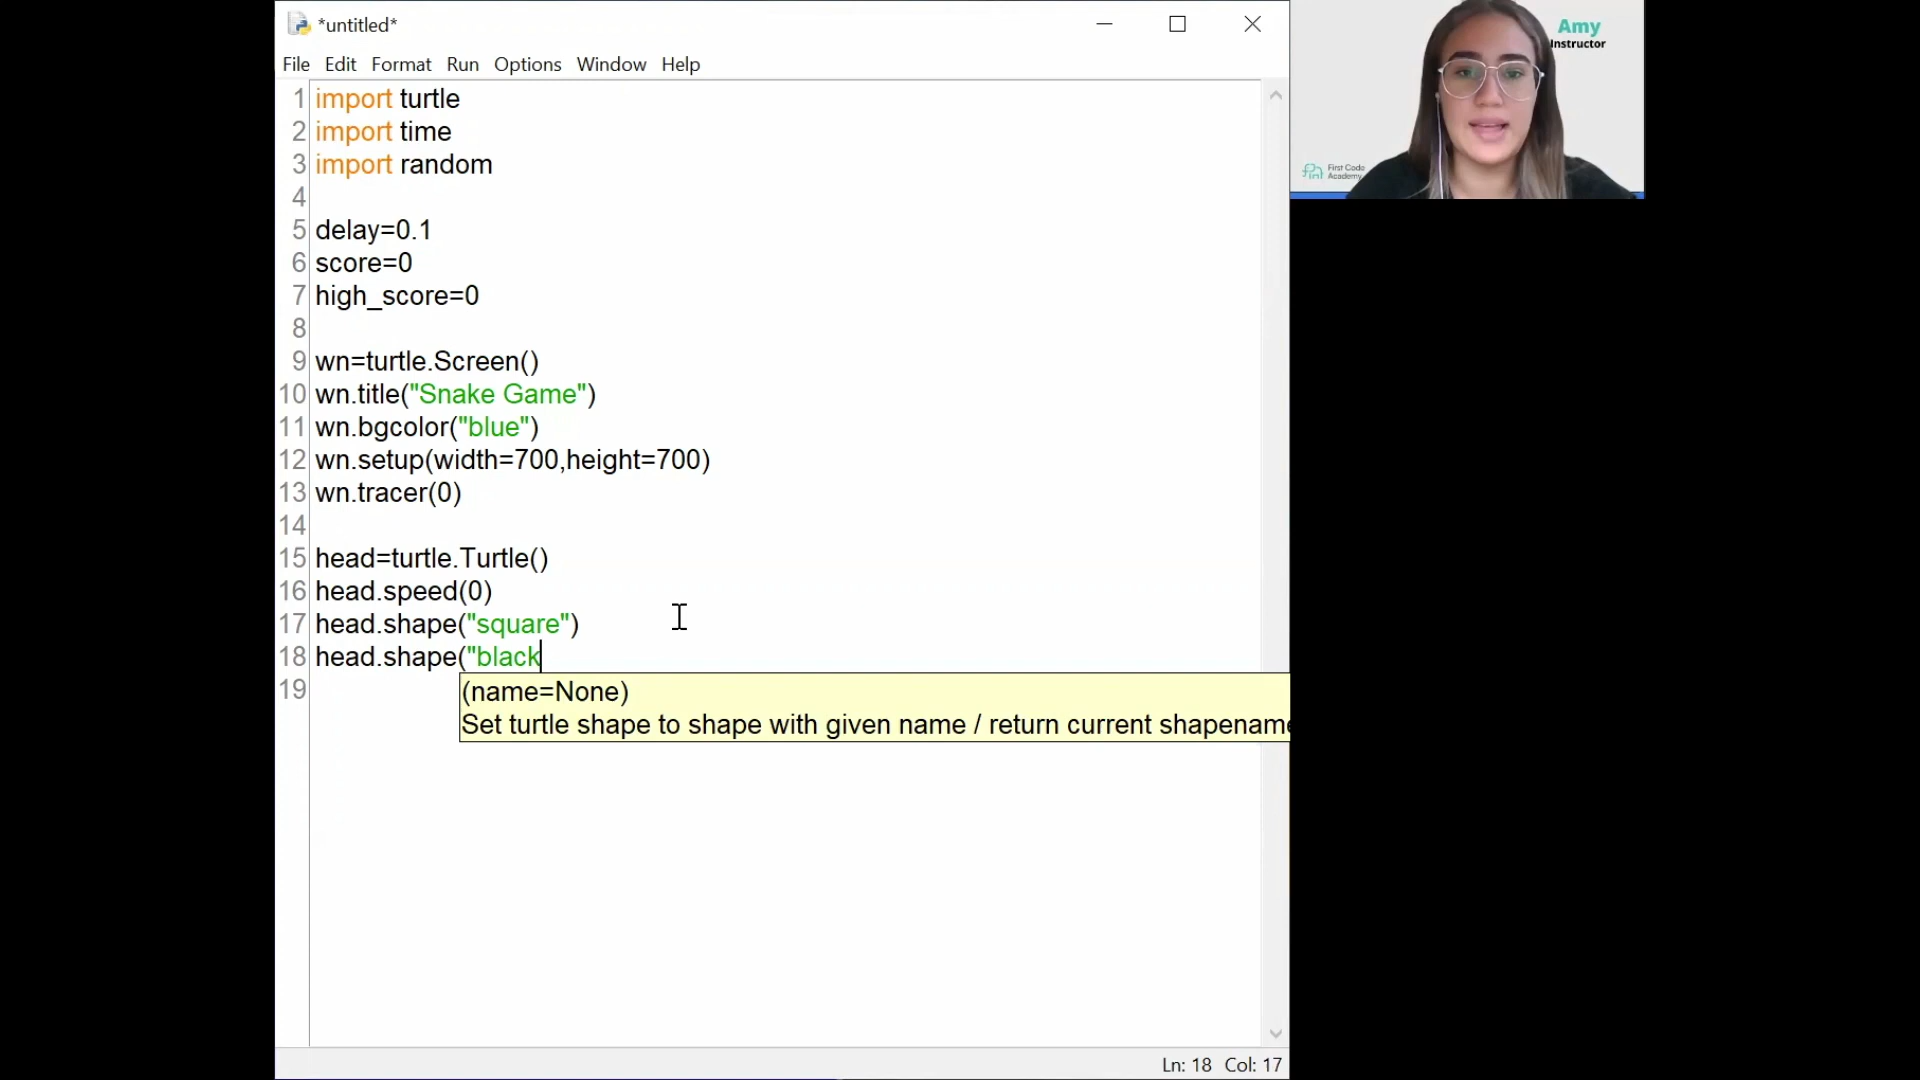 *untitled*
File Edit Format Run Options Window Help
1 import turtle
2 import time
3 import random
4
5 delay=0.1
6 score=0
7 high_score=0
8
9 wn=turtle.Screen()
10 wn.title("Snake Game")
11 wn.bgcolor("blue")
12 wn.setup(width=700,height=700)
13 wn.tracer(0)
14
15 head=turtle.Turtle()
16 head.speed(0)
17 head.shape("square")
18 head.shape("black
19
(name=None)
Set turtle shape to shape with given name / return current shapename
Ln: 18 Col: 17
Amy
Instructor
First Code
Academy